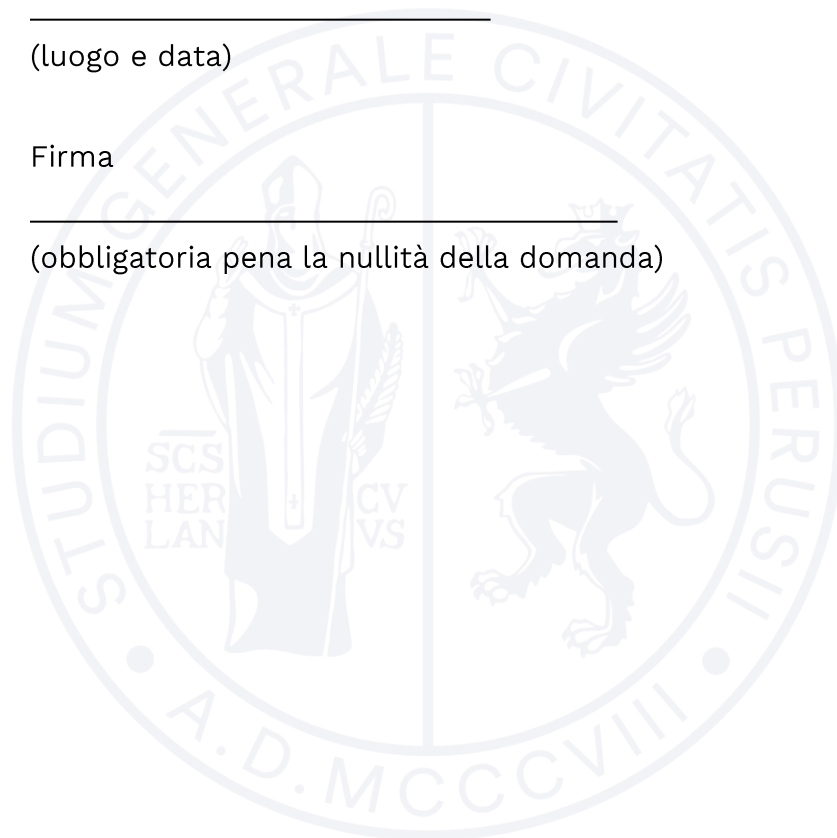 (luogo e data)
Firma
(obbligatoria pena la nullità della domanda)
STUDIUM GENERALE CIVITATIS PERUSII
SCS
HER CV
LAN VS
A.D. MCCCVIII